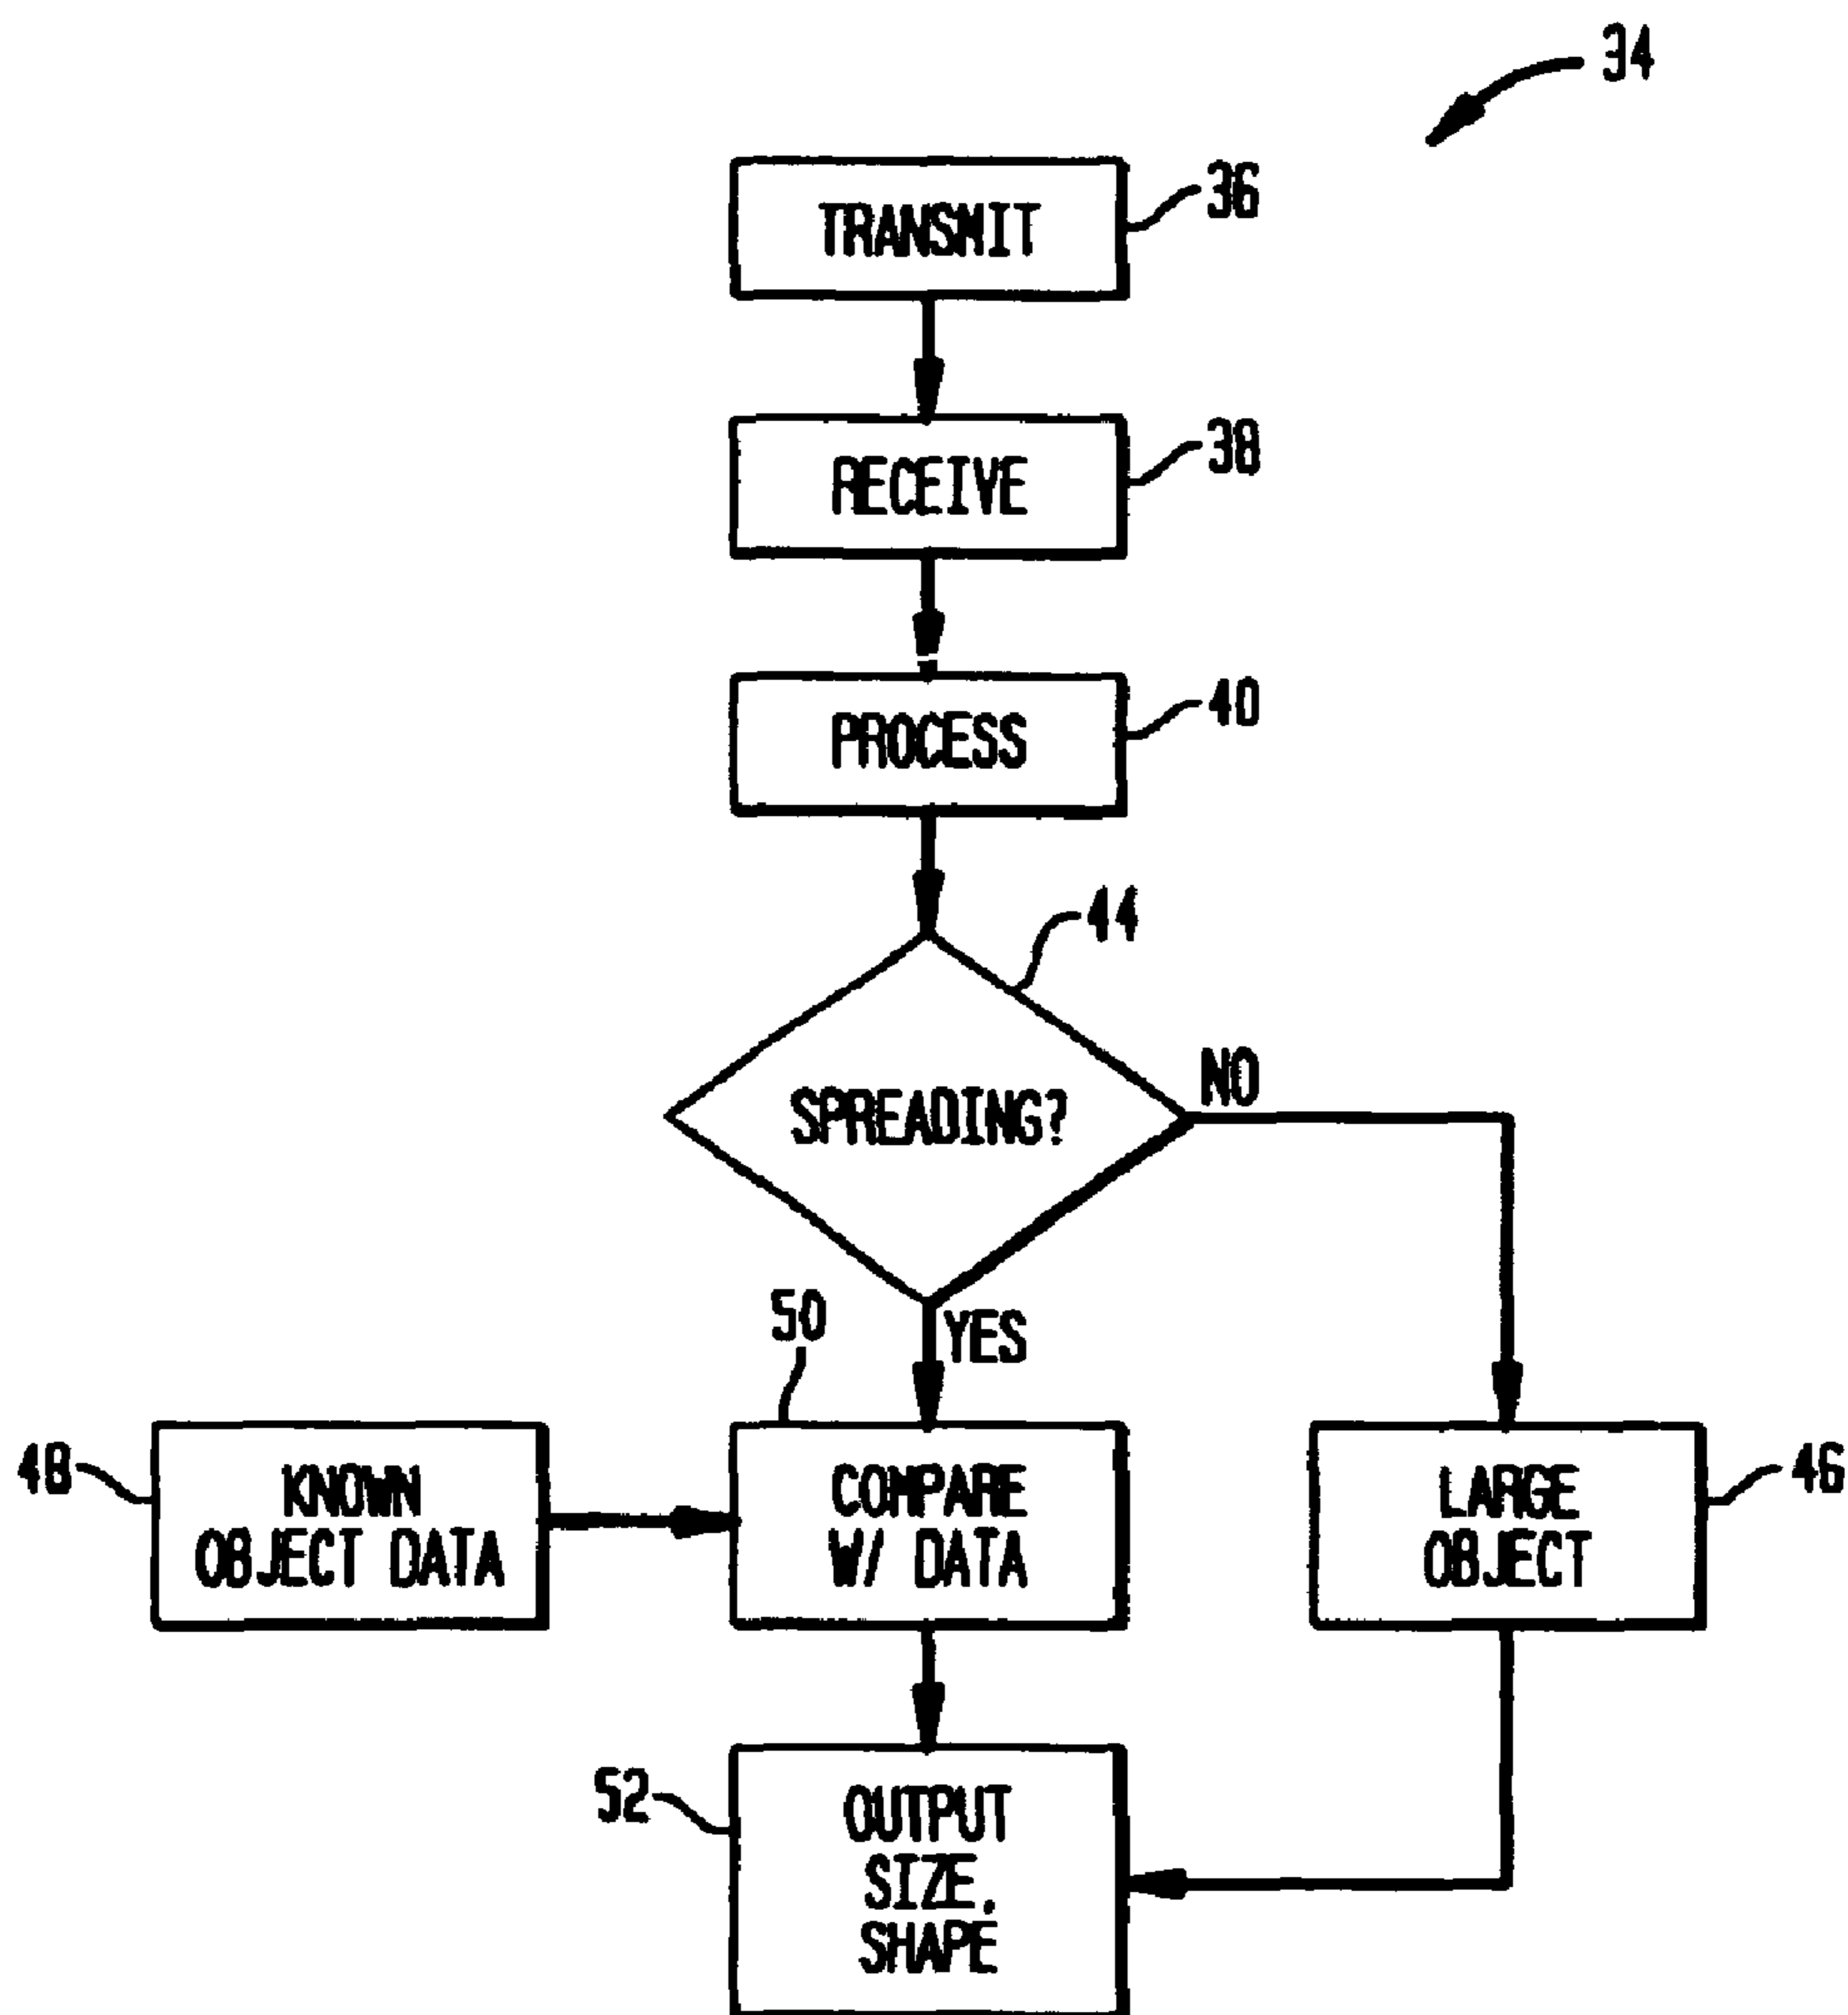 34
TRANSMIT
36
RECEIVE
38
PROCESS
40
44
SPREADING?
NO
YES
50
48
KNOWN
OBJECT DATA
COMPARE
W/ DATA
LARGE
OBJECT
46
52
OUTPUT
SIZE,
SHAPE